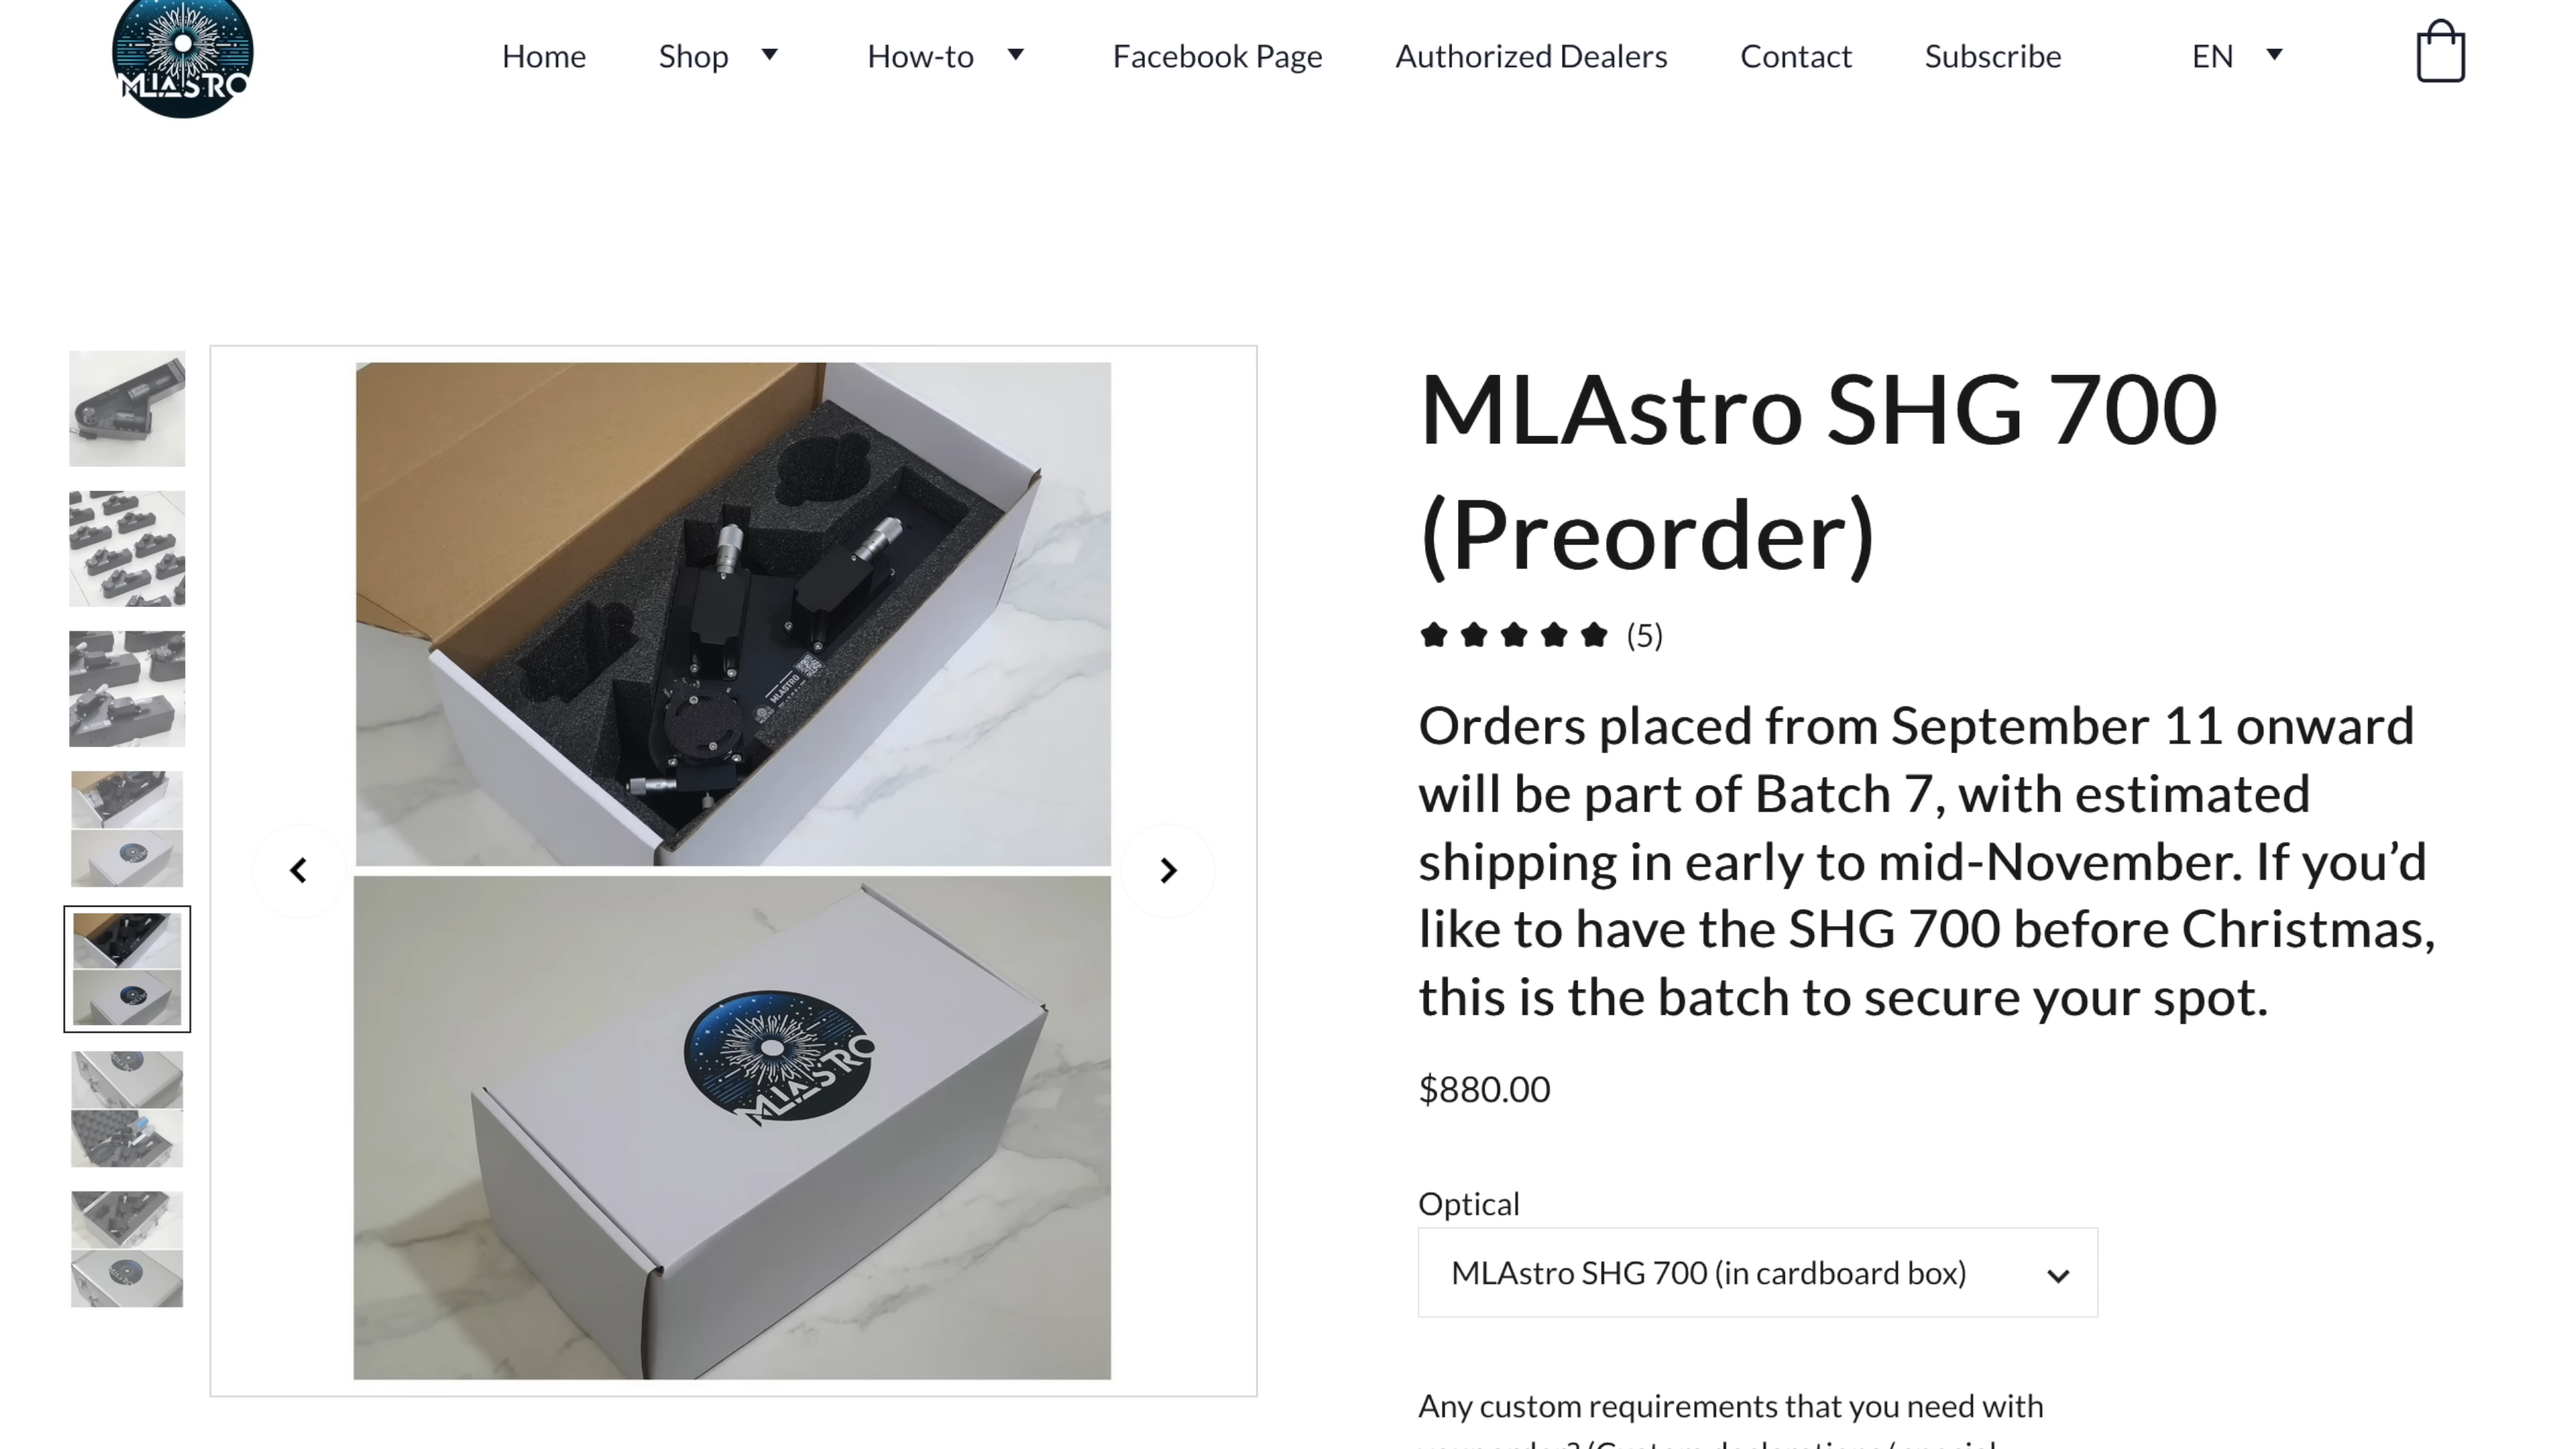 MLASTRO
Home
Shop
How-to
Facebook Page
Authorized Dealers
Contact
Subscribe
EN
MLAstro SHG 700
(Preorder)
(5)
Orders placed from September 11 onward
will be part of Batch 7, with estimated
shipping in early to mid-November. If you’d
like to have the SHG 700 before Christmas,
this is the batch to secure your spot.
$880.00
Optical
MLAstro SHG 700 (in cardboard box)
Any custom requirements that you need with
MLASTRO
MLASTRO